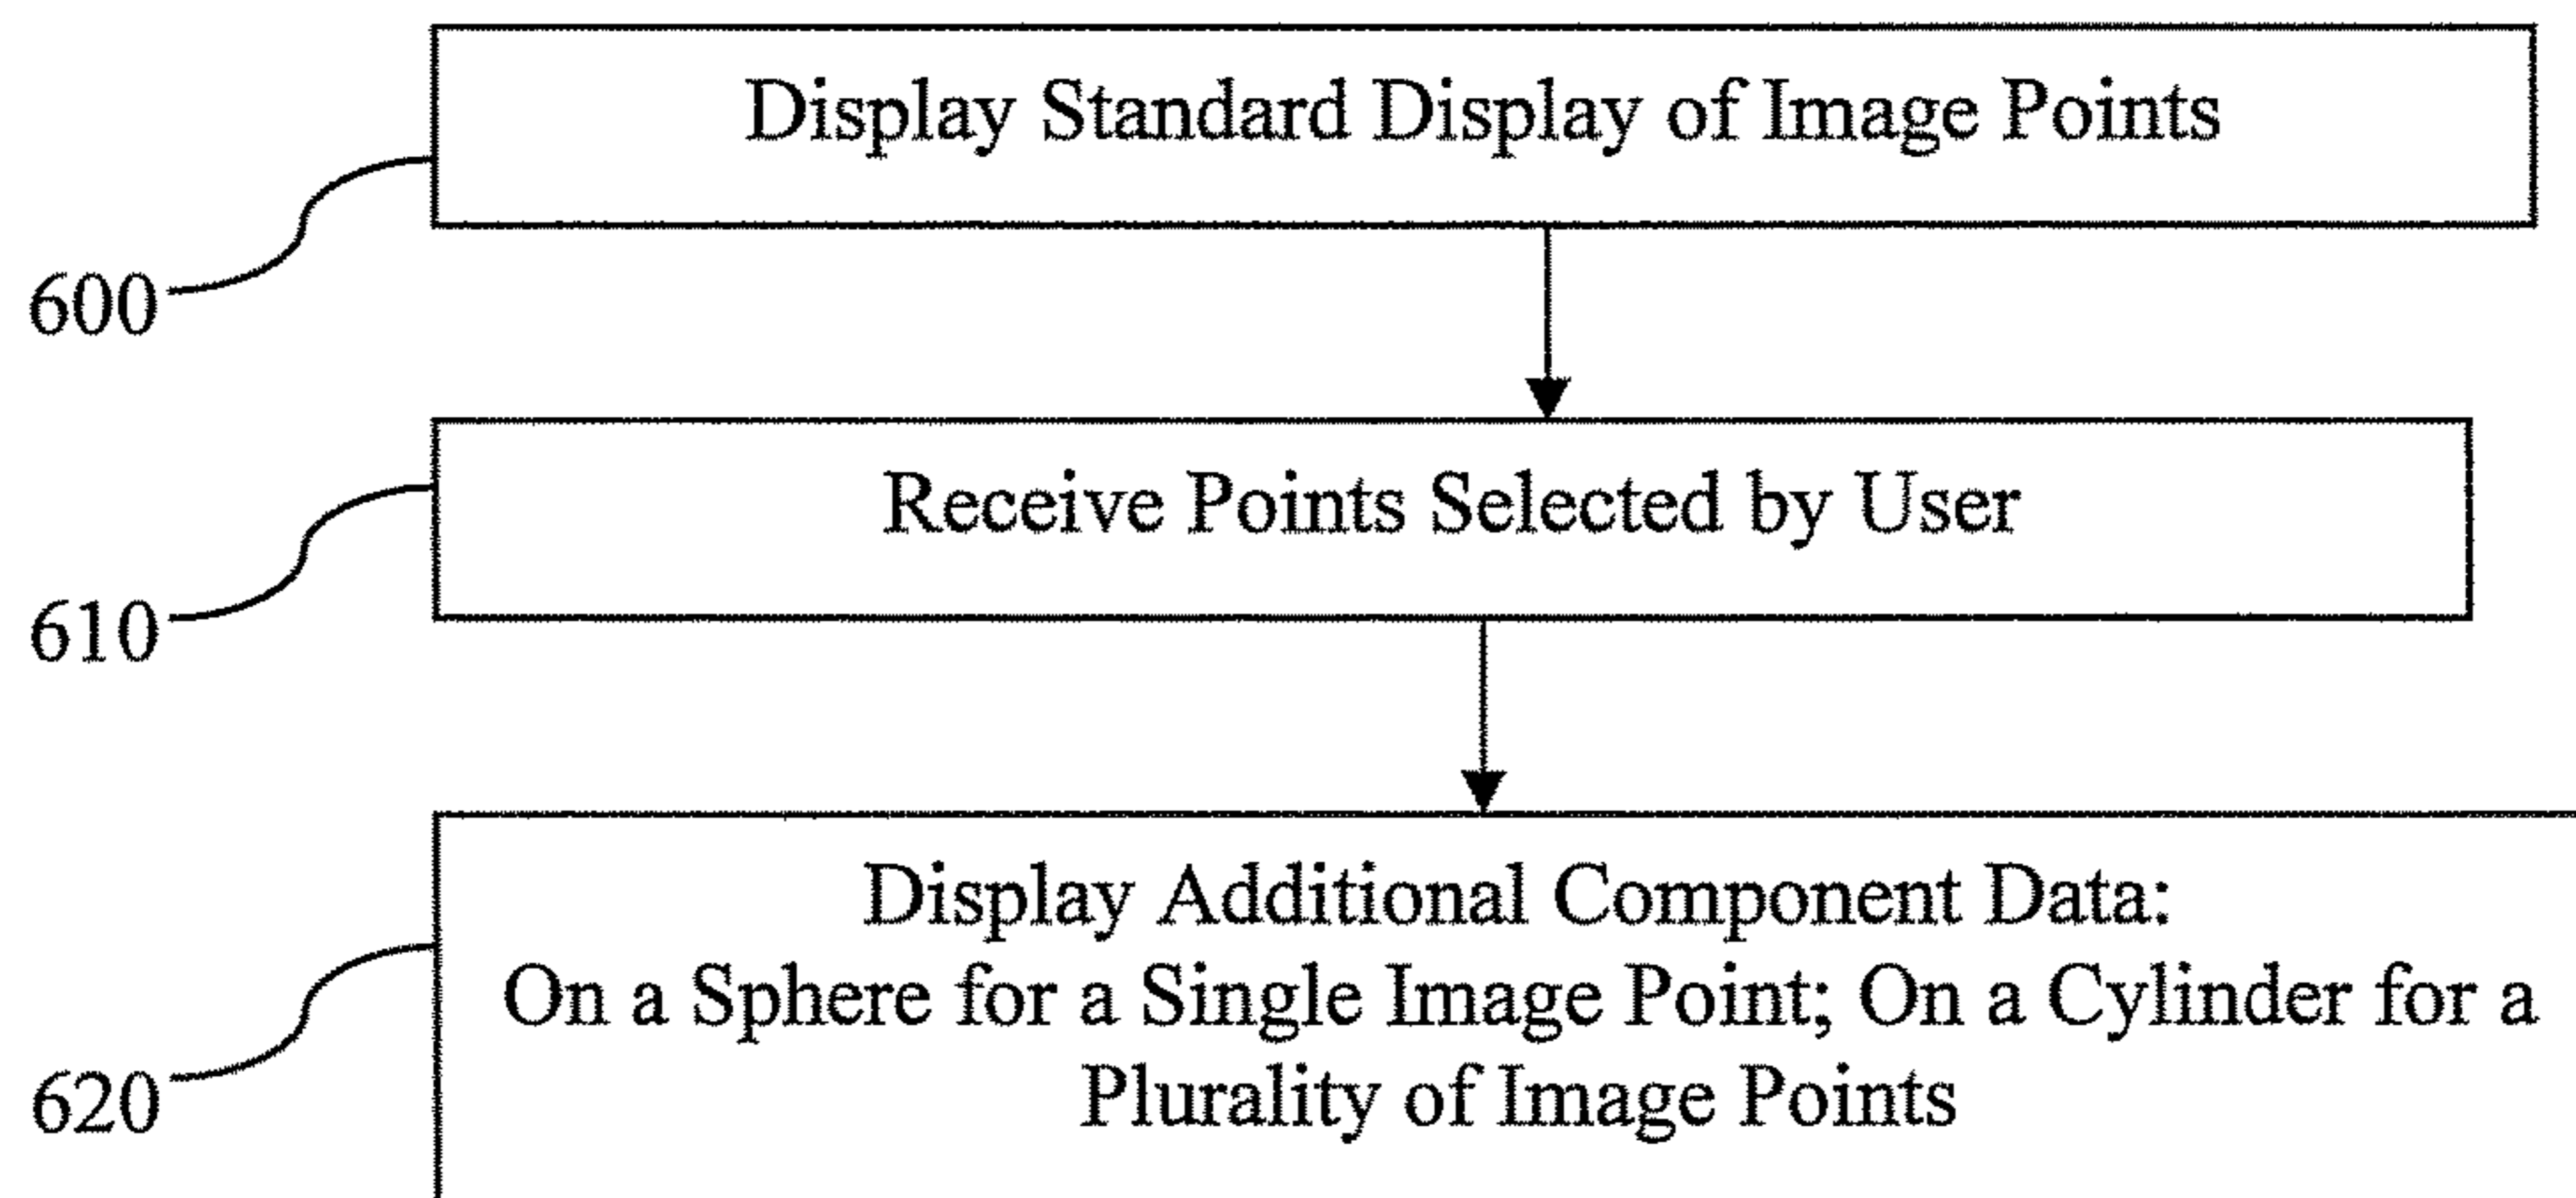 Display Standard Display of Image Points
600
Receive Points Selected by User
610
Display Additional Component Data:
On a Sphere for a Single Image Point; On a Cylinder for a
Plurality of Image Points
620